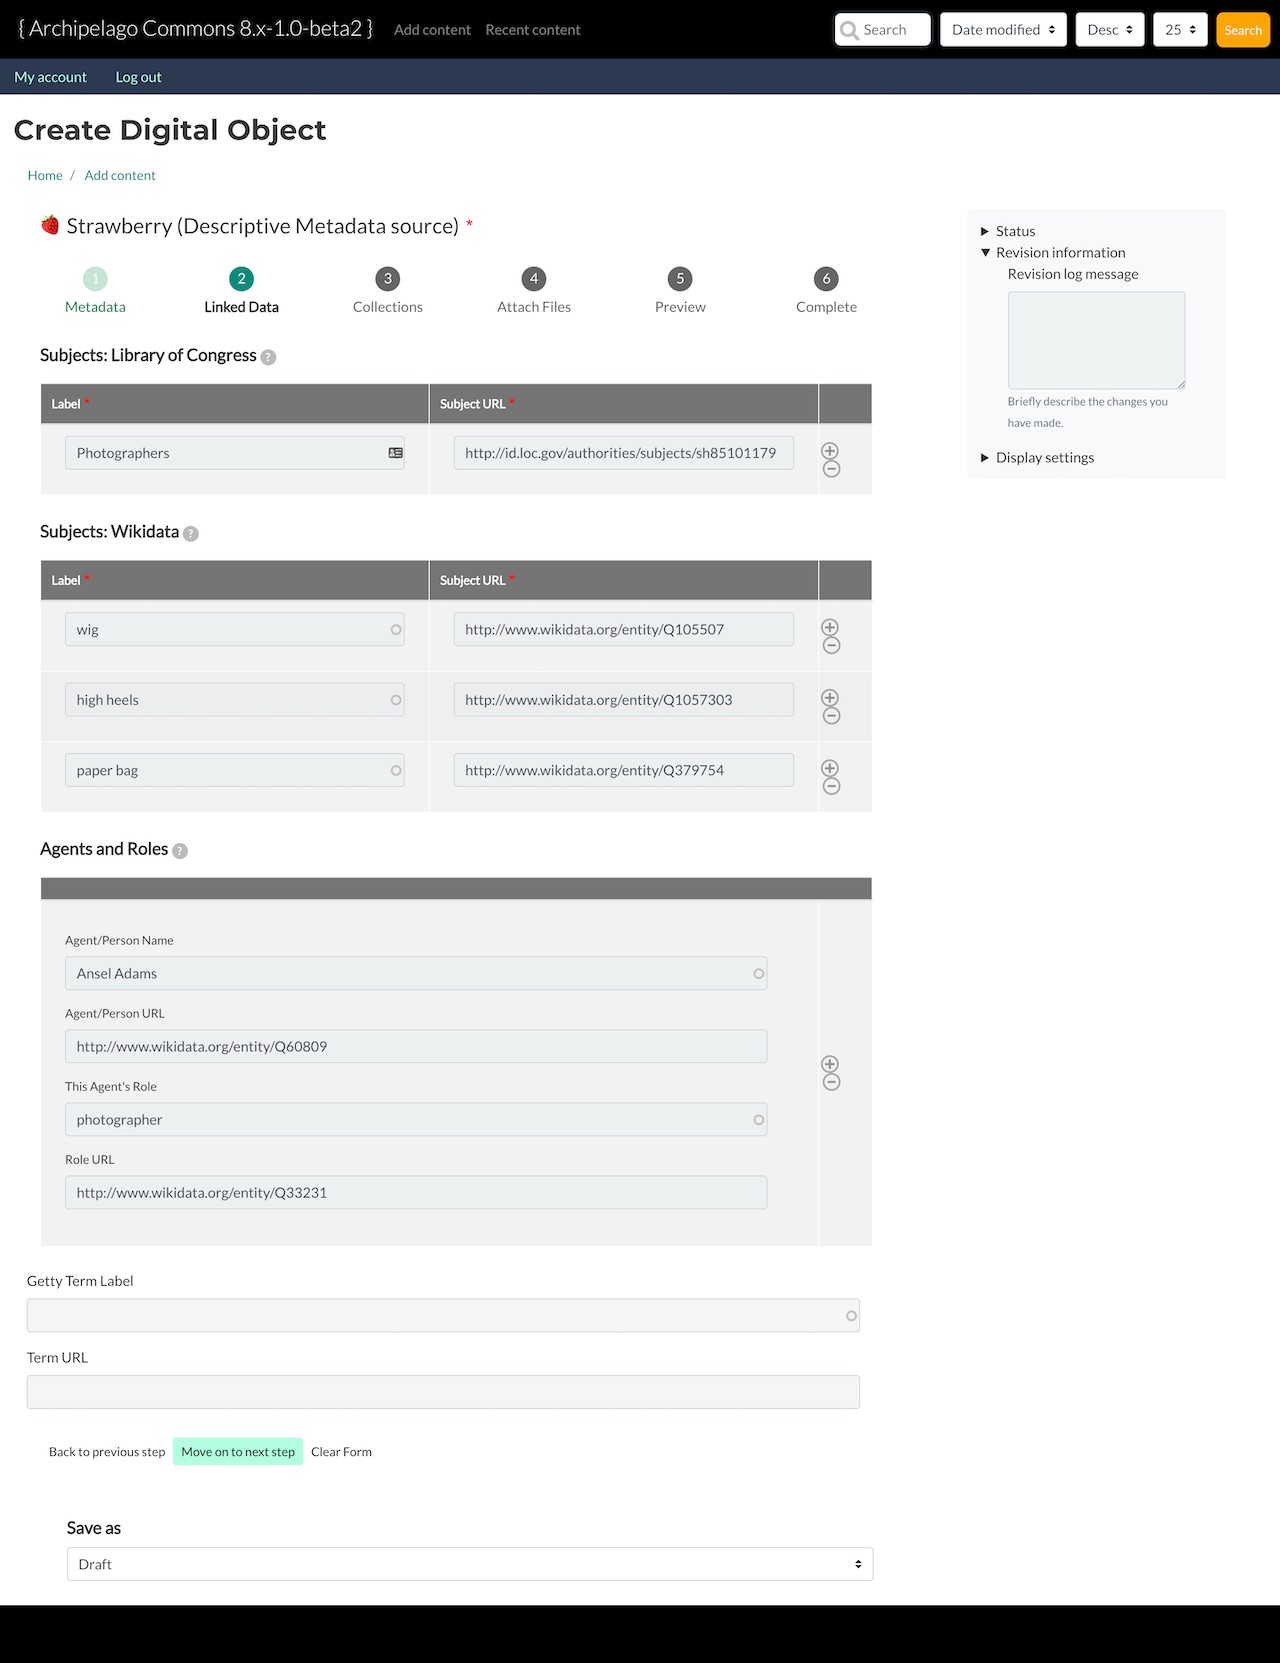 { Archipelago Commons 8.x-1.0-beta2 } Add content Recent content Search Date modified Desc 25 Search
My account Log out
Create Digital Object
Home / Add content
Strawberry (Descriptive Metadata source) *
1 2 3 4 5 6
Metadata Linked Data Collections Attach Files Preview Complete
Subjects: Library of Congress ?
Label * Subject URL *
Photographers http://id.loc.gov/authorities/subjects/sh85101179
Subjects: Wikidata ?
Label * Subject URL *
wig http://www.wikidata.org/entity/Q105507
high heels http://www.wikidata.org/entity/Q1057303
paper bag http://www.wikidata.org/entity/Q379754
Agents and Roles ?
Agent/Person Name
Ansel Adams
Agent/Person URL
http://www.wikidata.org/entity/Q60809
This Agent's Role
photographer
Role URL
http://www.wikidata.org/entity/Q33231
Getty Term Label
Term URL
Back to previous step Move on to next step Clear Form
Save as
Draft
Status
Revision information
Revision log message
Briefly describe the changes you
have made.
Display settings